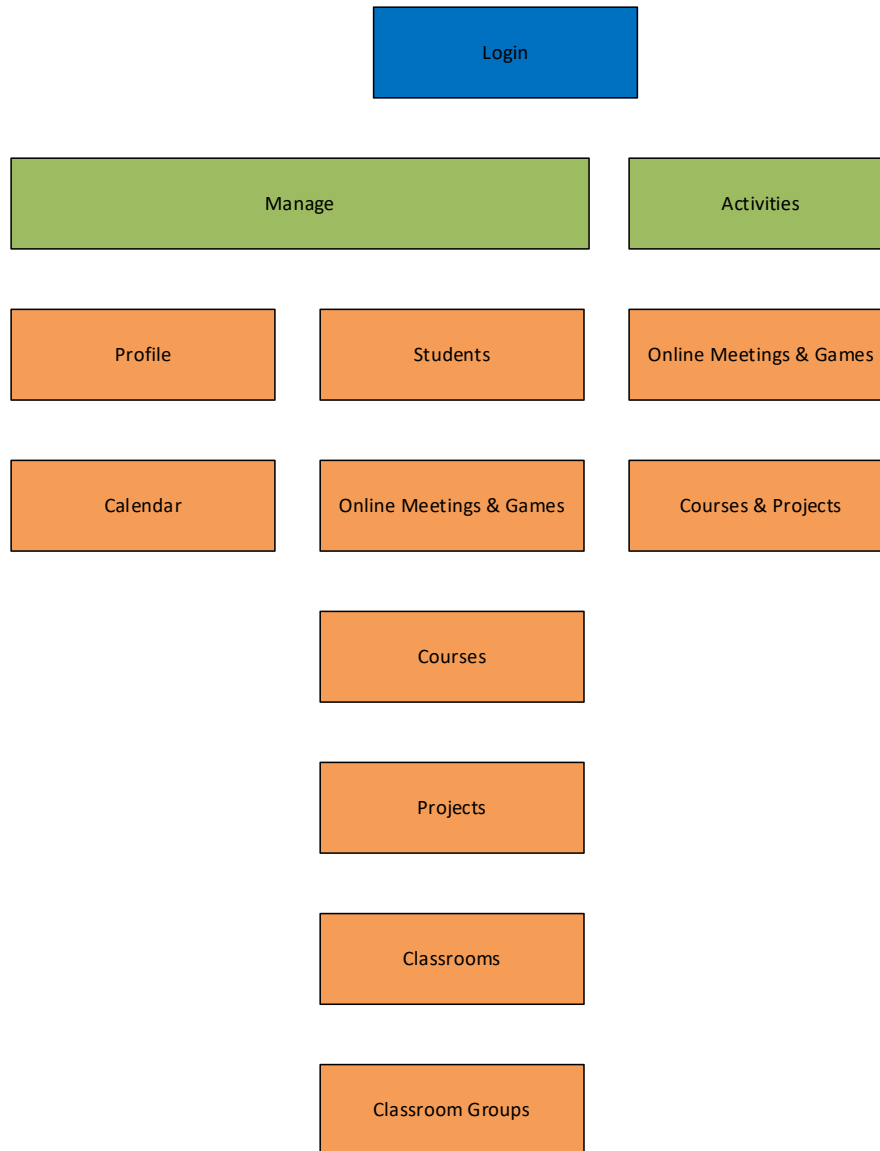 Login
Manage
Activities
Profile
Students
Online Meetings & Games
Calendar
Online Meetings & Games
Courses & Projects
Courses
Projects
Classrooms
Classroom Groups